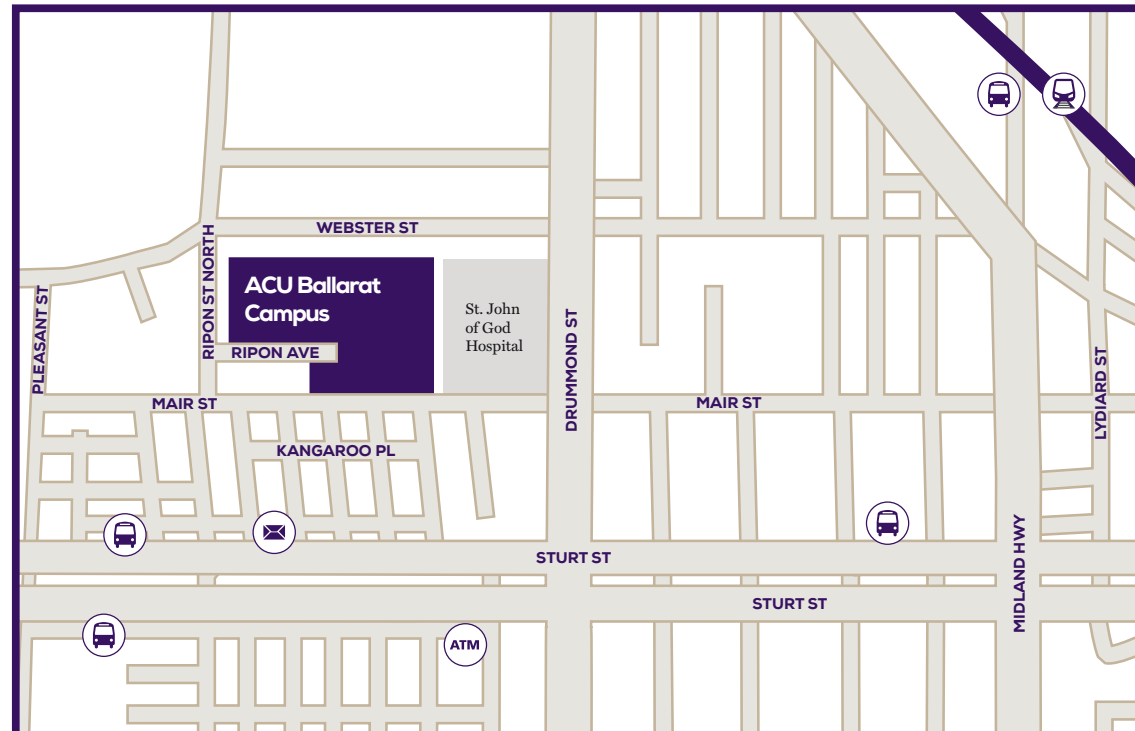 WEBSTER ST
RIPON ST NORTH
ACU Ballarat
Campus
St. John
of God
Hospital
PLEASANT ST
RIPON AVE
DRUMMOND ST
MAIR ST
MAIR ST
LYDIARD ST
KANGAROO PL
STURT ST
MIDLAND HWY
STURT ST
ATM